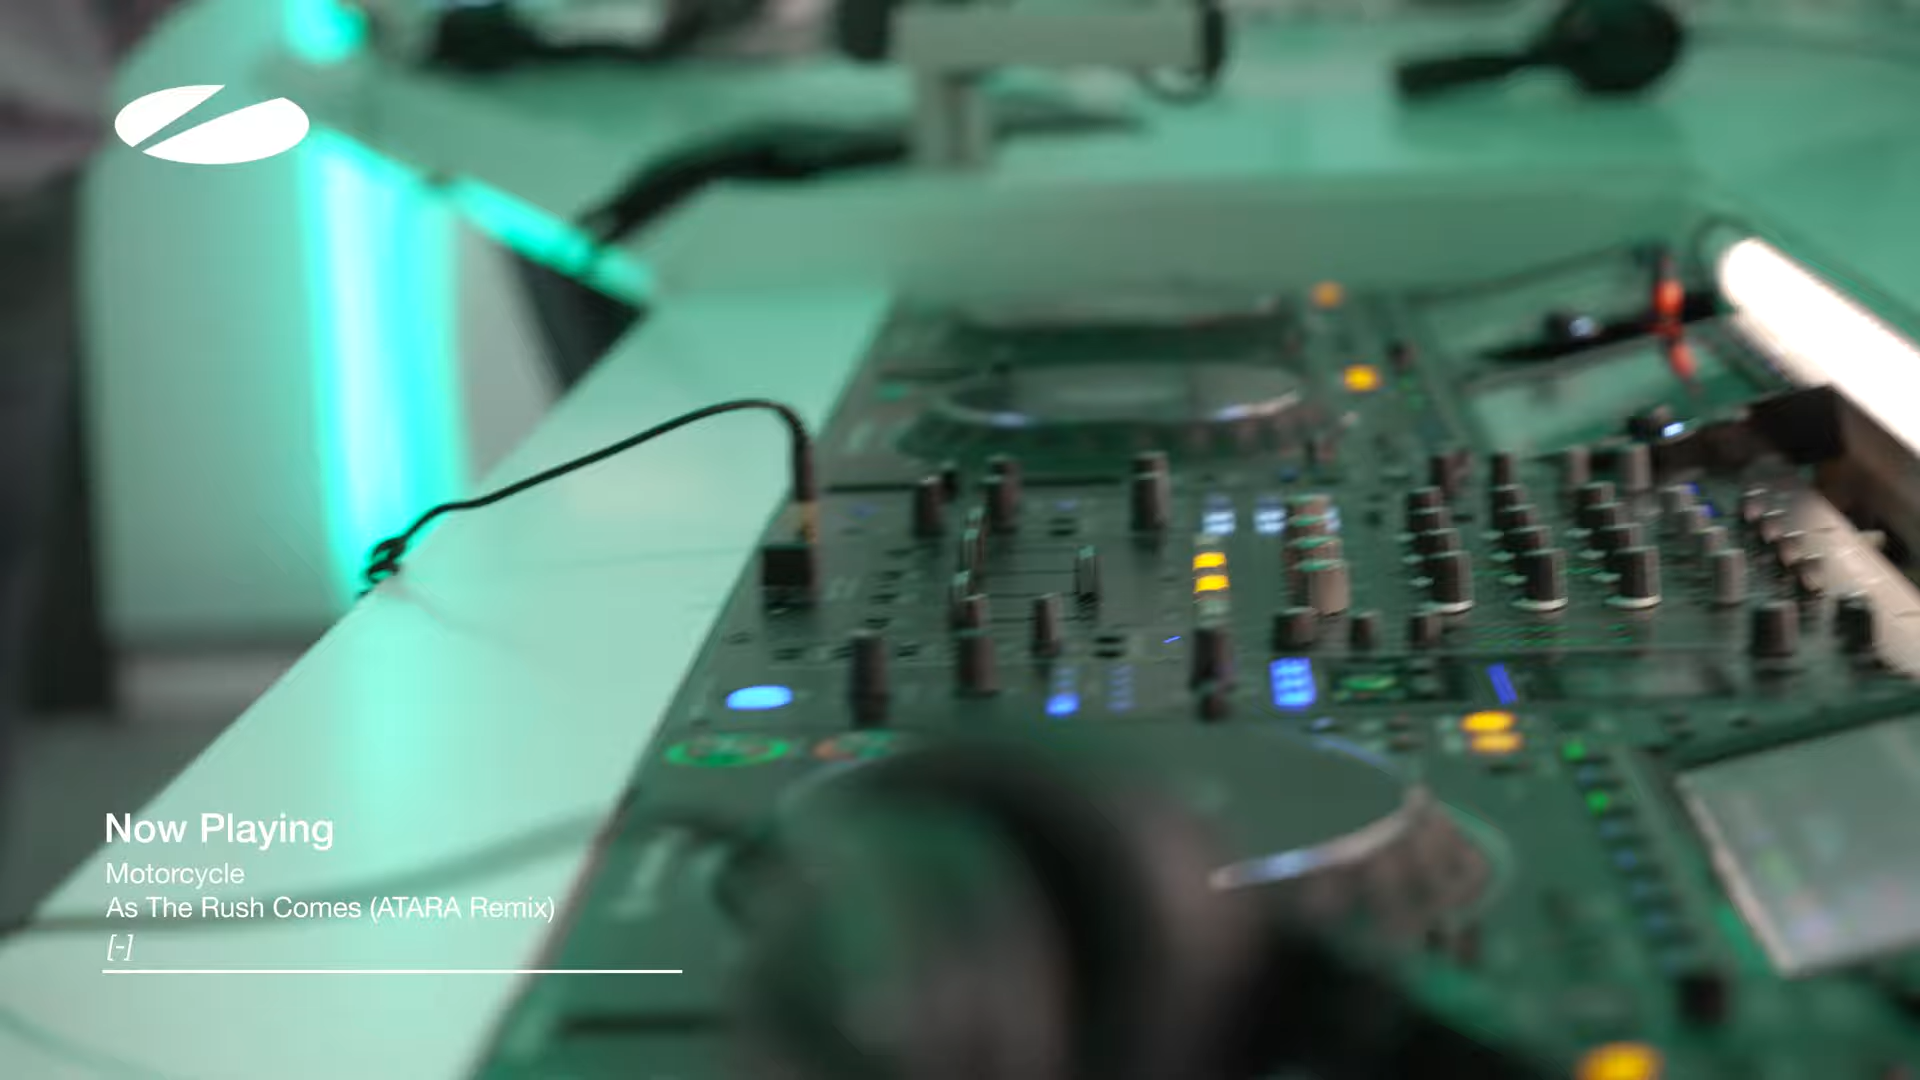 Now Playing
Motorcycle
As The Rush Comes (ATARA Remix)
[-]